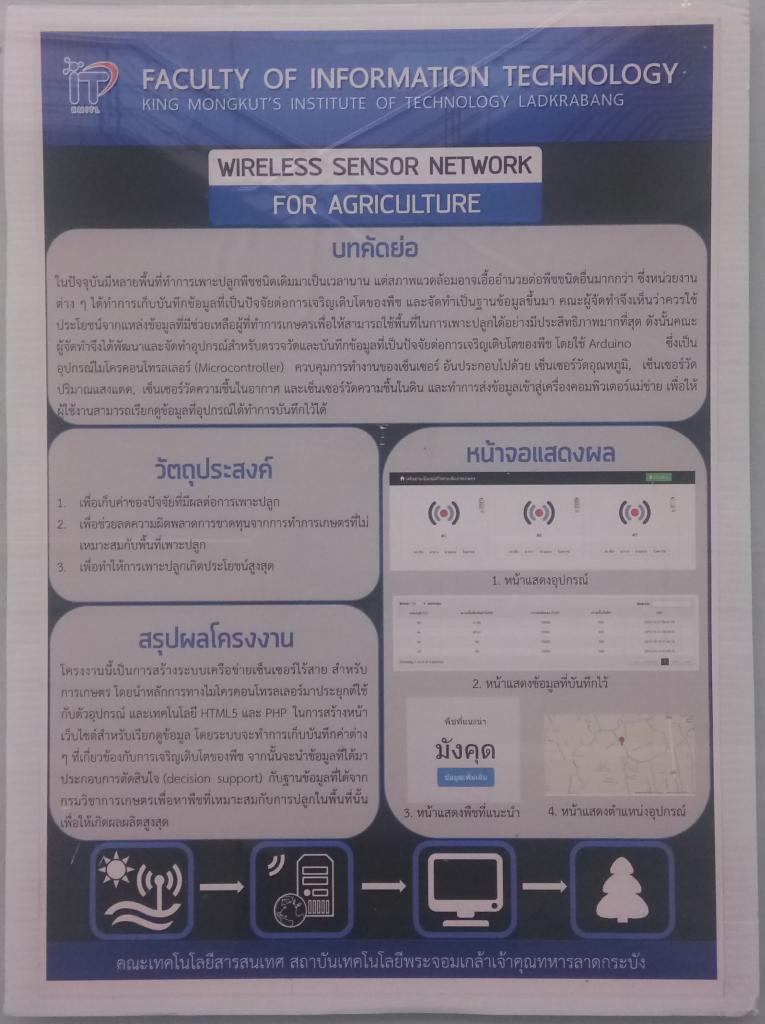 FACULTY OF INFORMATION TECHNOLOGY
KING MONGKUT'S INSTITUTE OF TECHNOLOGY LADKRABANG
IT
KMITL
WIRELESS SENSOR NETWORK
FOR AGRICULTURE
บทคัดย่อ
ในปัจจุบันมีหลายพื้นที่ทำการเพาะปลูกพืชชนิดเดิมมาเป็นเวลานาน แต่สภาพแวดล้อมอาจเอื้ออำนวยต่อพืชชนิดอื่นมากกว่า ซึ่งหน่วยงาน
ต่าง ๆ ได้ทำการเก็บบันทึกข้อมูลที่เป็นปัจจัยต่อการเจริญเติบโตของพืช และจัดทำเป็นฐานข้อมูลขึ้นมา คณะผู้จัดทำจึงเห็นว่าควรใช้
ประโยชน์จากแหล่งข้อมูลที่มีช่วยเหลือผู้ที่ทำการเกษตรเพื่อให้สามารถใช้พื้นที่ในการเพาะปลูกได้อย่างมีประสิทธิภาพมากที่สุด ดังนั้นคณะ
ผู้จัดทำจึงได้พัฒนาและจัดทำอุปกรณ์สำหรับตรวจวัดและบันทึกข้อมูลที่เป็นปัจจัยต่อการเจริญเติบโตของพืช โดยใช้ Arduino ซึ่งเป็น
อุปกรณ์ไมโครคอนโทรลเลอร์ (Microcontroller) ควบคุมการทำงานของเซ็นเซอร์ อันประกอบไปด้วย เซ็นเซอร์วัดอุณหภูมิ, เซ็นเซอร์วัด
ปริมาณแสงแดด, เซ็นเซอร์วัดความชื้นในอากาศ และเซ็นเซอร์วัดความชื้นในดิน และทำการส่งข้อมูลเข้าสู่เครื่องคอมพิวเตอร์แม่ข่าย เพื่อให้
ผู้ใช้งานสามารถเรียกดูข้อมูลที่อุปกรณ์ได้ทำการบันทึกไว้ได้
วัตถุประสงค์
1. เพื่อเก็บค่าของปัจจัยที่มีผลต่อการเพาะปลูก
2. เพื่อช่วยลดความผิดพลาดการขาดทุนจากการทำการเกษตรที่ไม่
เหมาะสมกับพื้นที่เพาะปลูก
3. เพื่อทำให้การเพาะปลูกเกิดประโยชน์สูงสุด
สรุปผลโครงงาน
โครงงานนี้เป็นการสร้างระบบเครือข่ายเซ็นเซอร์ไร้สาย สำหรับ
การเกษตร โดยนำหลักการทางไมโครคอนโทรลเลอร์มาประยุกต์ใช้
กับตัวอุปกรณ์ และเทคโนโลยี HTML5 และ PHP ในการสร้างหน้า
เว็บไซต์สำหรับเรียกดูข้อมูล โดยระบบจะทำการเก็บบันทึกค่าต่าง
ๆ ที่เกี่ยวข้องกับการเจริญเติบโตของพืช จากนั้นจะนำข้อมูลที่ได้มา
ประกอบการตัดสินใจ (decision support) กับฐานข้อมูลที่ได้จาก
กรมวิชาการเกษตรเพื่อหาพืชที่เหมาะสมกับการปลูกในพื้นที่นั้น
เพื่อให้เกิดผลผลิตสูงสุด
หน้าจอแสดงผล
1. หน้าแสดงอุปกรณ์
2. หน้าแสดงข้อมูลที่บันทึกไว้
พืชที่แนะนำ
มังคุด
ข้อมูลเพิ่มเติม
3. หน้าแสดงพืชที่แนะนำ
4. หน้าแสดงตำแหน่งอุปกรณ์
คณะเทคโนโลยีสารสนเทศ สถาบันเทคโนโลยีพระจอมเกล้าเจ้าคุณทหารลาดกระบัง